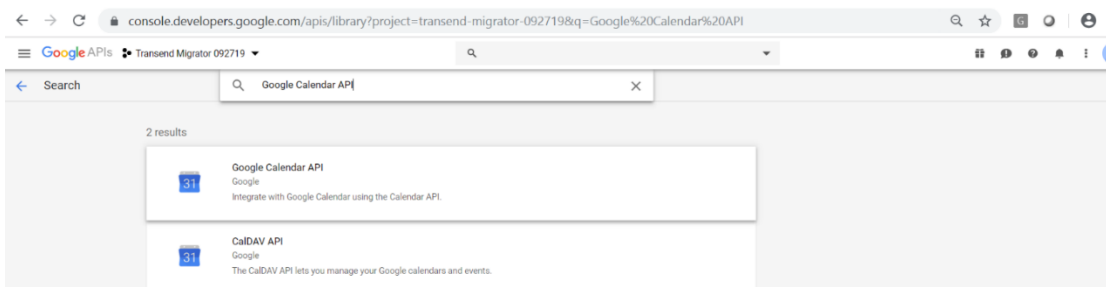 console.developers.google.com/apis/library?project=transend-migrator-092719&q=Google%20Calendar%20API
G
Google APIs Transend Migrator 092719
Search
Google Calendar API
2 results
31
Google Calendar API
Google
Integrate with Google Calendar using the Calendar API.
31
CalDAV API
Google
The CalDAV API lets you manage your Google calendars and events.